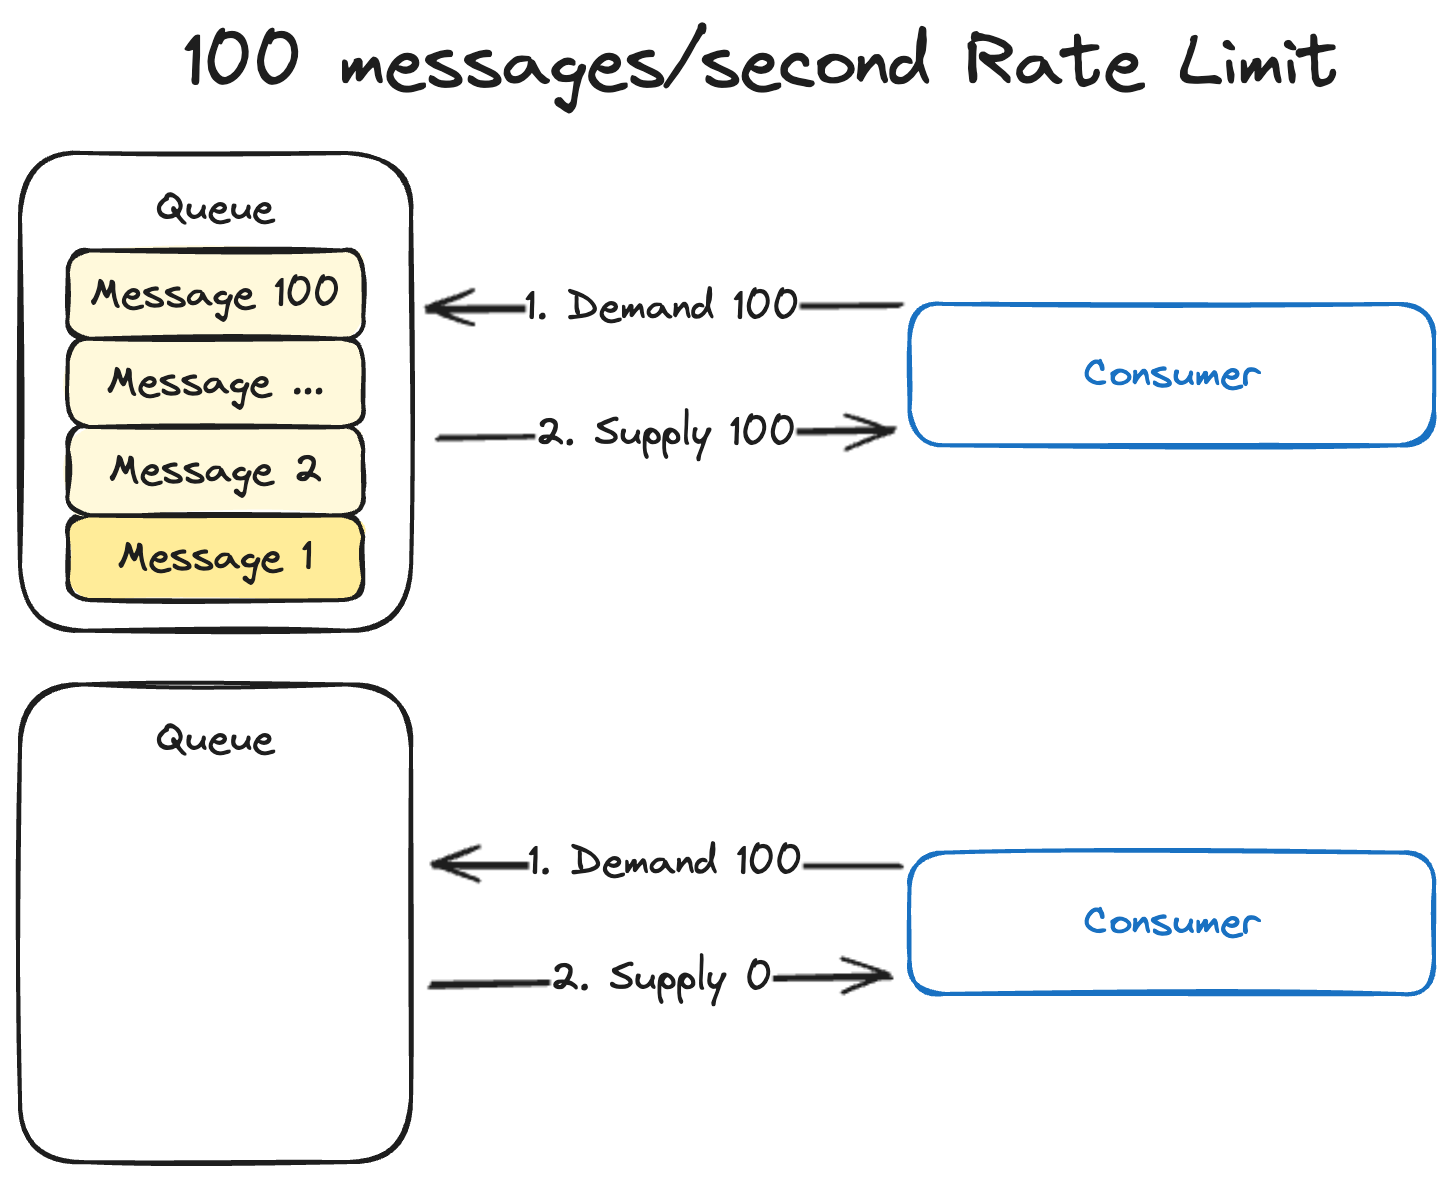 100 messages/second Rate Limit
Queue
Message 100
Message ...
Message 2
Message 1
1. Demand 100
2. Supply 100
Consumer
Queue
1. Demand 100
2. Supply 0
Consumer